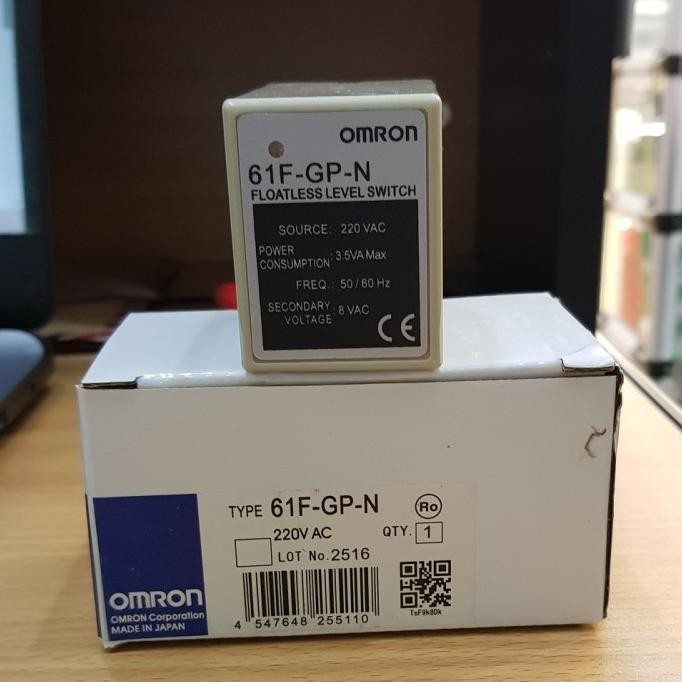 OMRON
61F-GP-N
FLOATLESS LEVEL SWITCH
SOURCE: 220 VAC
POWER CONSUMPTION: 3.5VA Max
FREQ.: 50/60 Hz
SECONDARY VOLTAGE: 8 VAC
CE
TYPE 61F-GP-N Ro
220V AC QTY. 1
LOT No. 2516
4 547648 255110
TsF9k8Dk
OMRON
OMRON Corporation
MADE IN JAPAN